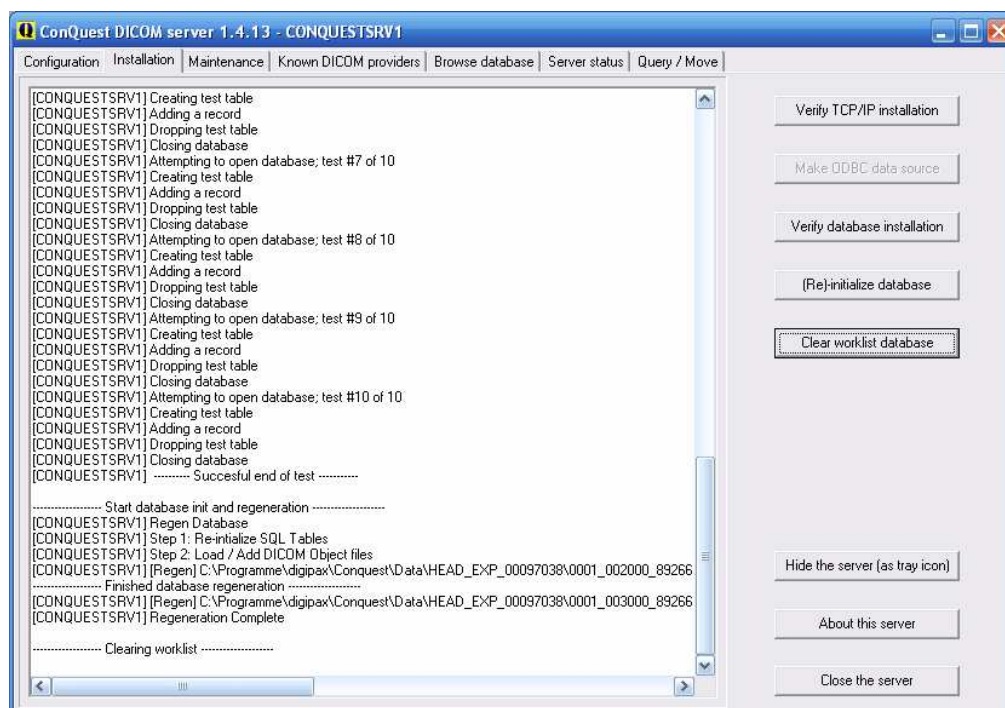 ConQuest DICOM server 1.4.13 - CONQUESTSRV1
Configuration Installation Maintenance Known DICOM providers Browse database Server status Query / Move
[CONQUESTSRV1] Creating test table
[CONQUESTSRV1] Adding a record
[CONQUESTSRV1] Dropping test table
[CONQUESTSRV1] Closing database
[CONQUESTSRV1] Attempting to open database; test #7 of 10
[CONQUESTSRV1] Creating test table
[CONQUESTSRV1] Adding a record
[CONQUESTSRV1] Dropping test table
[CONQUESTSRV1] Closing database
[CONQUESTSRV1] Attempting to open database; test #8 of 10
[CONQUESTSRV1] Creating test table
[CONQUESTSRV1] Adding a record
[CONQUESTSRV1] Dropping test table
[CONQUESTSRV1] Closing database
[CONQUESTSRV1] Attempting to open database; test #9 of 10
[CONQUESTSRV1] Creating test table
[CONQUESTSRV1] Adding a record
[CONQUESTSRV1] Dropping test table
[CONQUESTSRV1] Closing database
[CONQUESTSRV1] Attempting to open database; test #10 of 10
[CONQUESTSRV1] Creating test table
[CONQUESTSRV1] Adding a record
[CONQUESTSRV1] Dropping test table
[CONQUESTSRV1] Closing database
[CONQUESTSRV1] ---------- Succesful end of test -----------
------------------- Start database init and regeneration --------------------
[CONQUESTSRV1] Regen Database
[CONQUESTSRV1] Step 1: Re-intialize SQL Tables
[CONQUESTSRV1] Step 2: Load / Add DICOM Object files
[CONQUESTSRV1] [Regen] C:\Programme\digipax\Conquest\Data\HEAD_EXP_00097038\0001_002000_89266
------------------- Finished database regeneration --------------------
[CONQUESTSRV1] [Regen] C:\Programme\digipax\Conquest\Data\HEAD_EXP_00097038\0001_003000_89266
[CONQUESTSRV1] Regeneration Complete
------------------- Clearing worklist --------------------
Verify TCP/IP installation
Make ODBC data source
Verify database installation
(Re)-initialize database
Clear worklist database
Hide the server (as tray icon)
About this server
Close the server